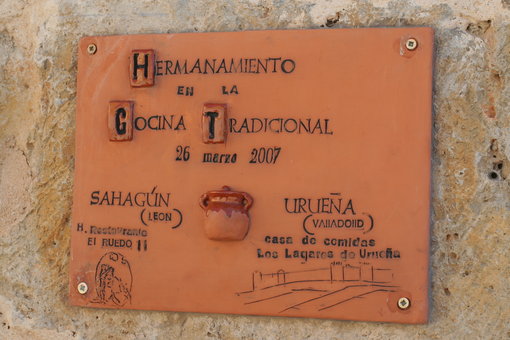 HERMANAMIENTO
EN LA
COCINA TRADICIONAL
26 marzo 2007
SAHAGÚN
(LEON)
H. Restaurante
El RUEDO II
URUEÑA
(VALLADOLID)
casa de comidas
Los Lagares de Urueña